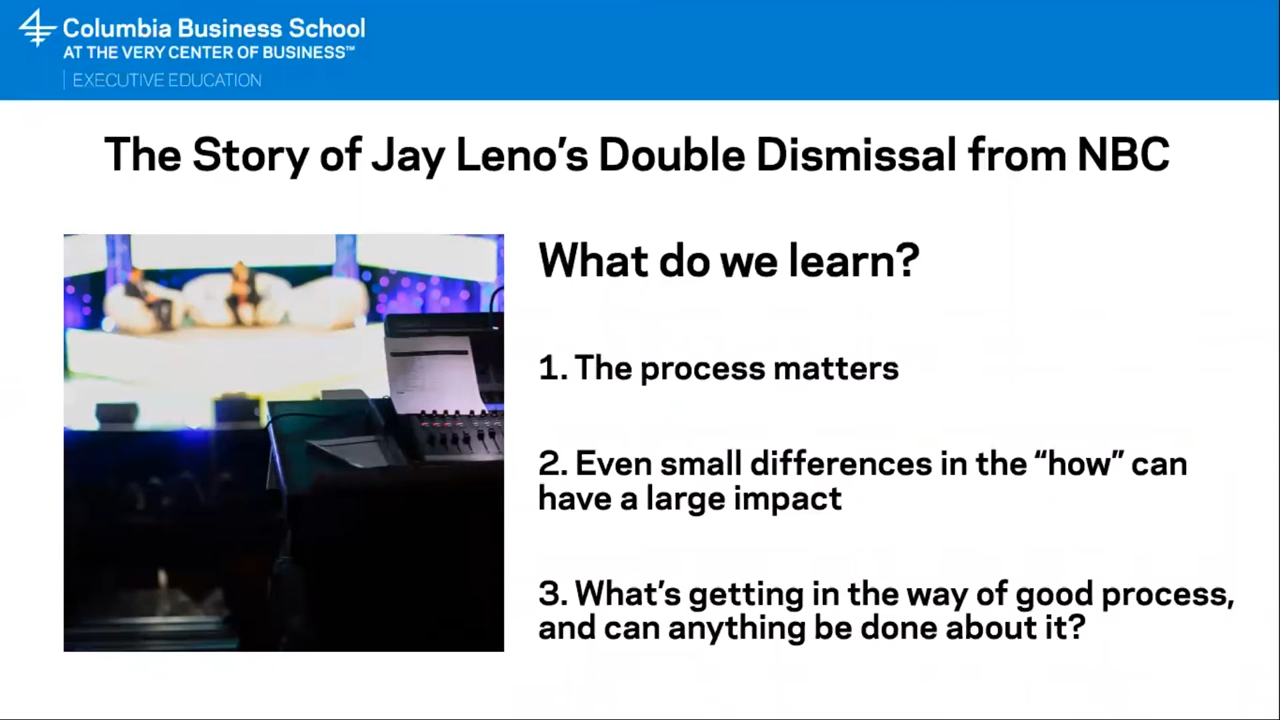 Columbia Business School
AT THE VERY CENTER OF BUSINESS™
EXECUTIVE EDUCATION
The Story of Jay Leno’s Double Dismissal from NBC
What do we learn?
1. The process matters
2. Even small differences in the “how” can
have a large impact
3. What’s getting in the way of good process,
and can anything be done about it?